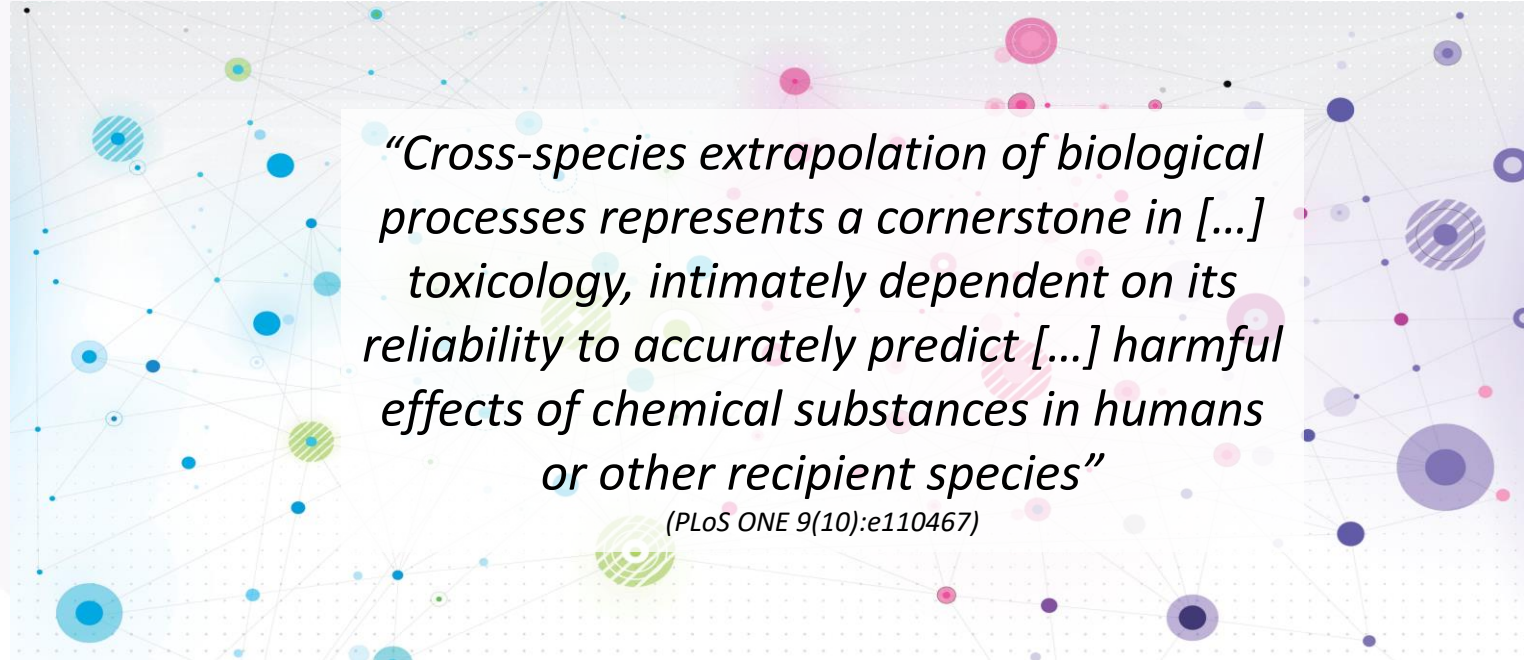 “Cross-species extrapolation of biological
processes represents a cornerstone in […]
toxicology, intimately dependent on its
reliability to accurately predict […] harmful
effects of chemical substances in humans
or other recipient species”
(PLoS ONE 9(10):e110467)